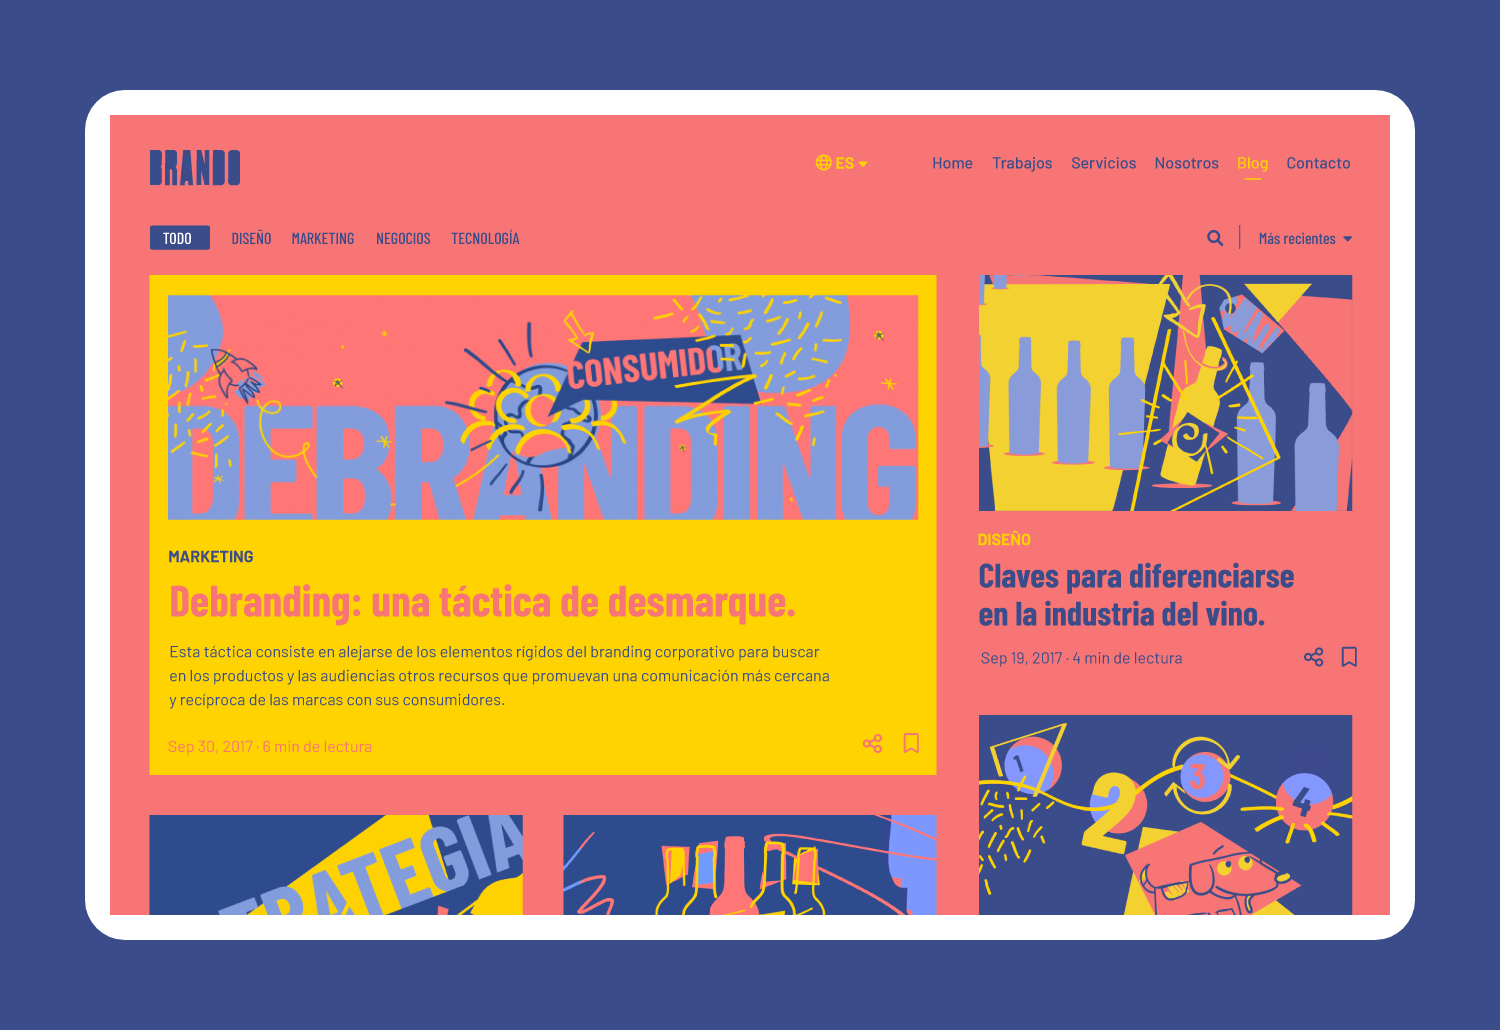 BRANDO
ES
Home Trabajos Servicios Nosotros Blog Contacto
TODO DISEÑO MARKETING NEGOCIOS TECNOLOGÍA
Más recientes
CONSUMIDOR
DEBRANDING
MARKETING
Debranding: una táctica de desmarque.
Esta táctica consiste en alejarse de los elementos rígidos del branding corporativo para buscar
en los productos y las audiencias otros recursos que promuevan una comunicación más cercana
y recíproca de las marcas con sus consumidores.
Sep 30, 2017 · 6 min de lectura
DISEÑO
Claves para diferenciarse
en la industria del vino.
Sep 19, 2017 · 4 min de lectura
1
2
3
4
TRATEGIA